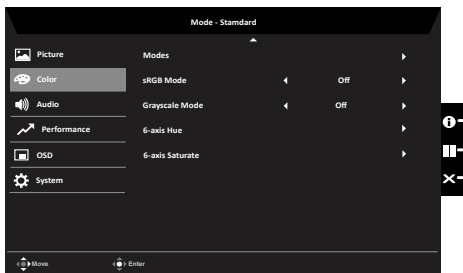 Mode - Standard
Picture
Color
Audio
Performance
OSD
System
Modes
sRGB Mode Off
Grayscale Mode Off
6-axis Hue
6-axis Saturate
Move Enter